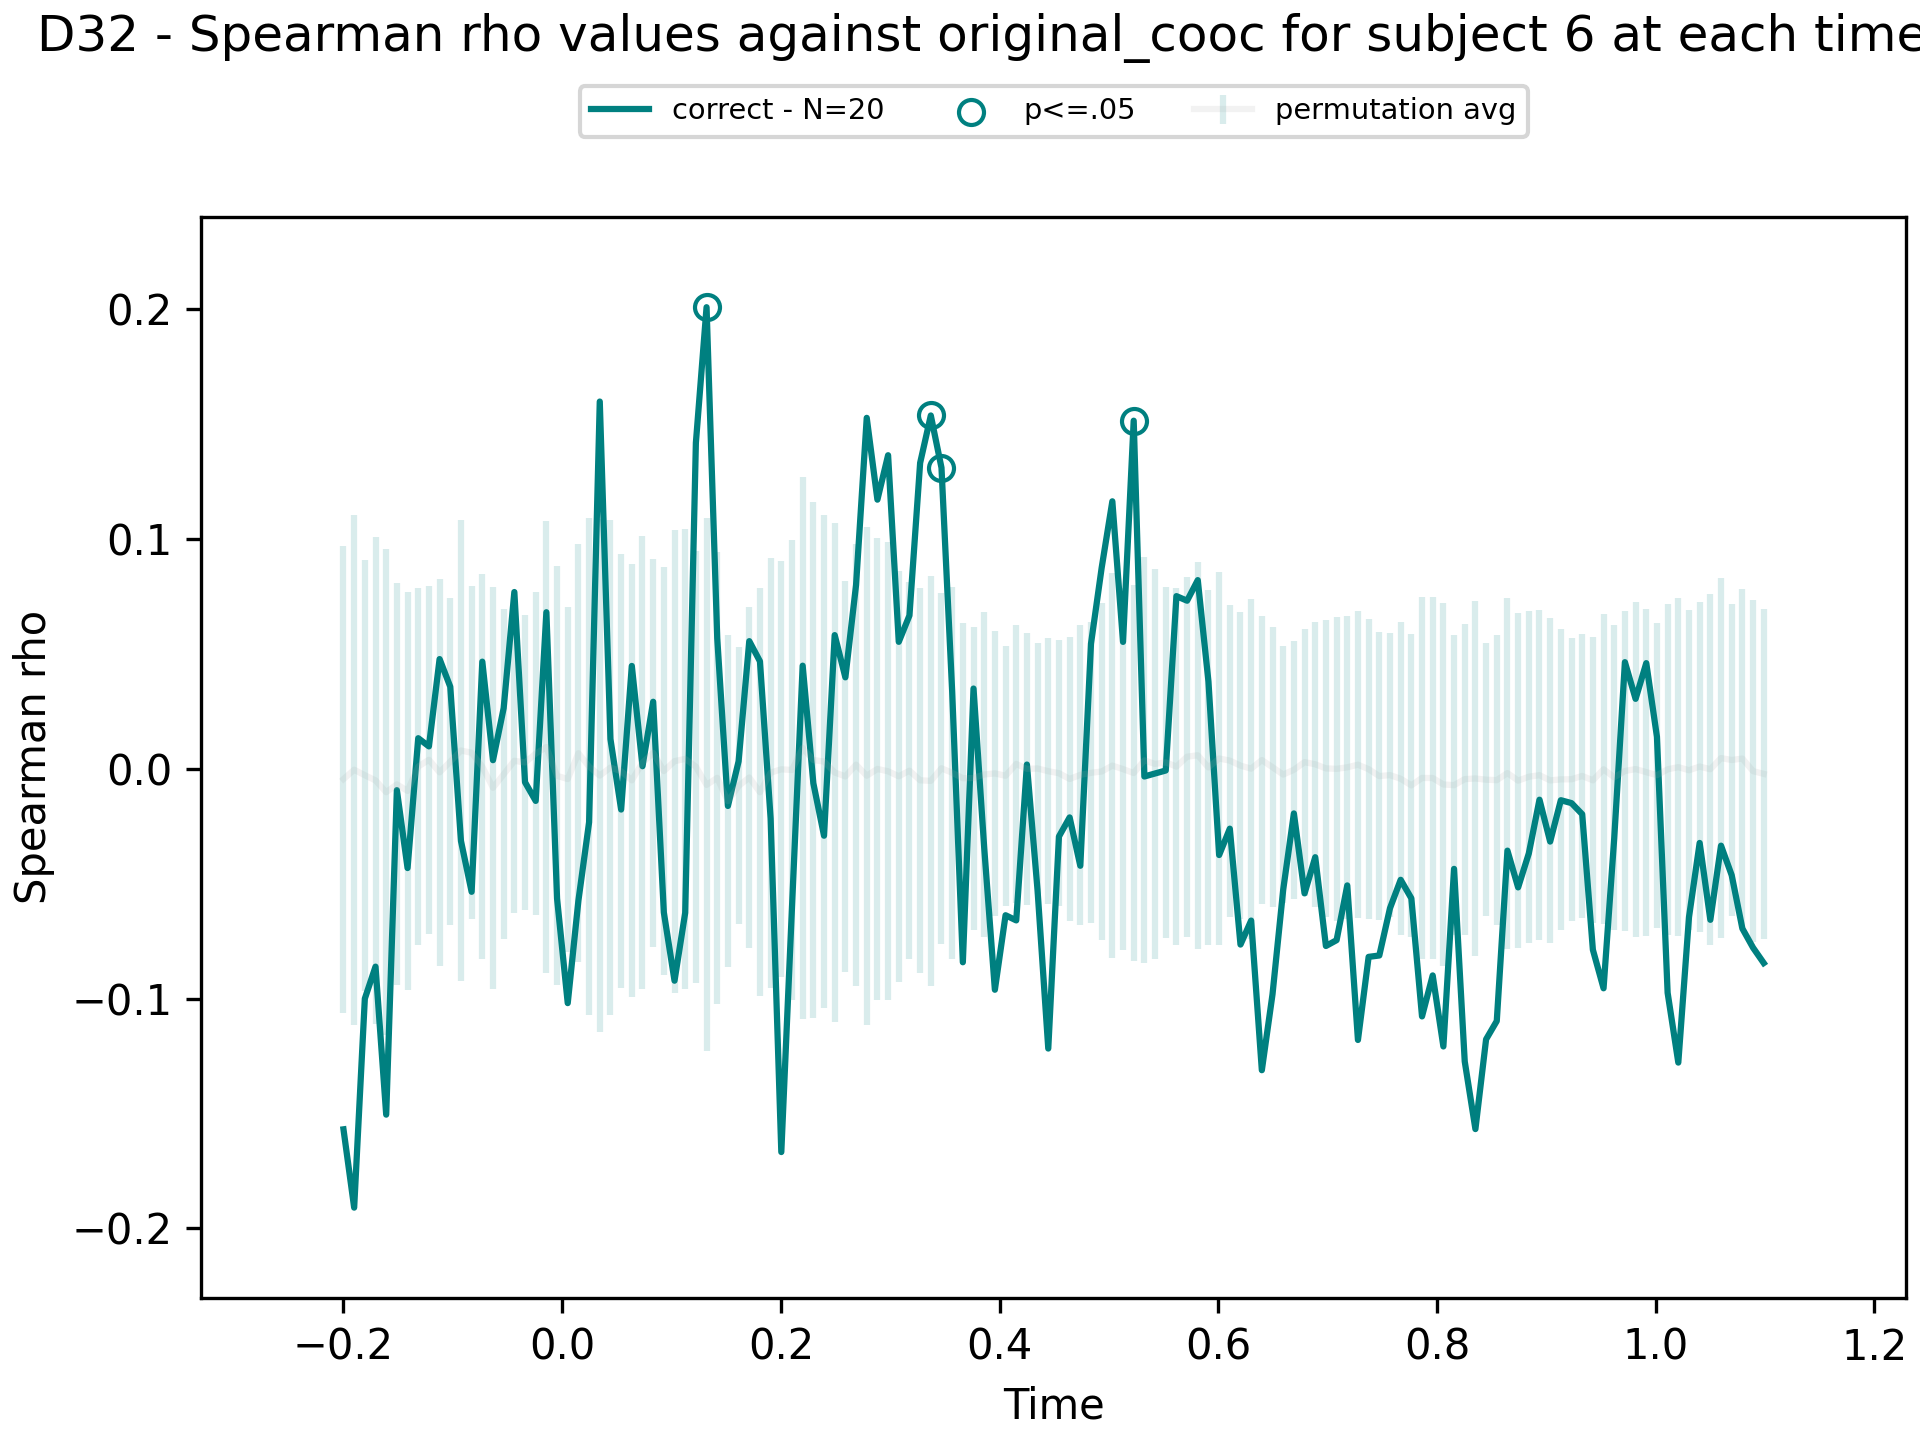 D32 - Spearman rho values against original_cooc for subject 6 at each time
correct - N=20 p<=.05 permutation avg
Spearman rho
0.2
0.1
0.0
−0.1
−0.2
−0.2 0.0 0.2 0.4 0.6 0.8 1.0 1.2
Time